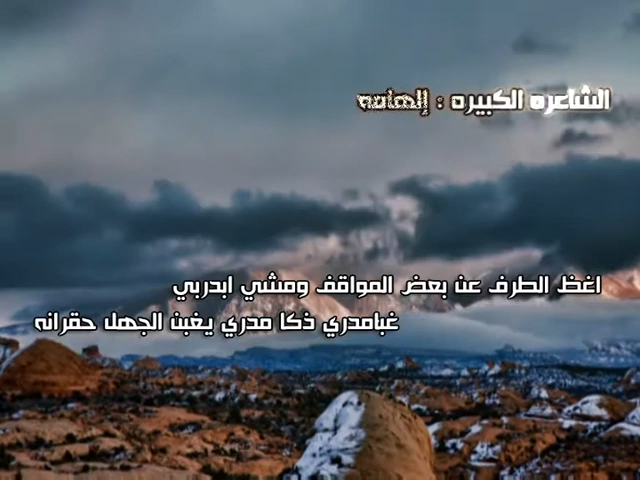 الشاعره الكبيره : إلهامه
اغظ الطرف عن بعض المواقف ومشي ابدربي
غبامدري ذكا مدري يغبن الجهل حقرانه